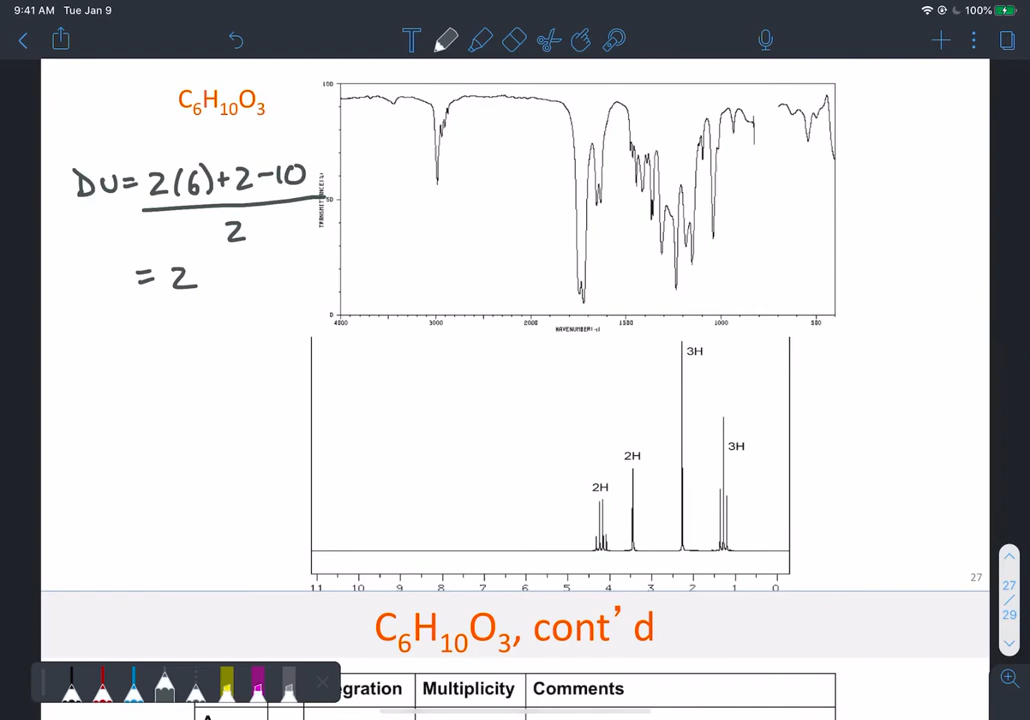 9:41 AM Tue Jan 9
100%
T
C₆H₁₀O₃
DU = 2(6)+2-10
2
= 2
100
50
0
TRANSMITTANCE(%)
4000 3000 2000 1500 1000 500
3H
3H
2H
2H
11 10 9 8 7 6 5 4 3 2 1 0
27
27
/
29
C₆H₁₀O₃, cont’ d
egration Multiplicity Comments